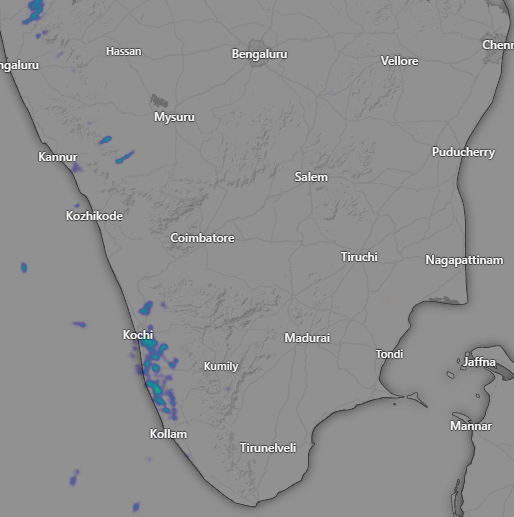 Hassan
Bengaluru
Vellore
Chenn
ngaluru
Mysuru
Kannur
Puducherry
Salem
Kozhikode
Coimbatore
Tiruchi
Nagapattinam
Kochi
Madurai
Tondi
Kumily
Jaffna
Kollam
Mannar
Tirunelveli